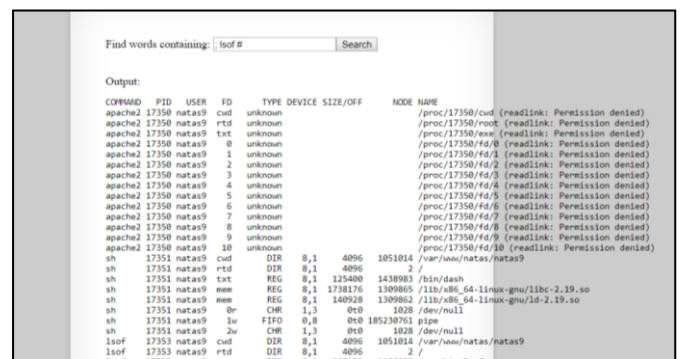 Find words containing: ; lsof # Search
Output:
COMMAND PID USER FD TYPE DEVICE SIZE/OFF NODE NAME
apache2 17350 natas9 cwd unknown /proc/17350/cwd (readlink: Permission denied)
apache2 17350 natas9 rtd unknown /proc/17350/root (readlink: Permission denied)
apache2 17350 natas9 txt unknown /proc/17350/exe (readlink: Permission denied)
apache2 17350 natas9 0 unknown /proc/17350/fd/0 (readlink: Permission denied)
apache2 17350 natas9 1 unknown /proc/17350/fd/1 (readlink: Permission denied)
apache2 17350 natas9 2 unknown /proc/17350/fd/2 (readlink: Permission denied)
apache2 17350 natas9 3 unknown /proc/17350/fd/3 (readlink: Permission denied)
apache2 17350 natas9 4 unknown /proc/17350/fd/4 (readlink: Permission denied)
apache2 17350 natas9 5 unknown /proc/17350/fd/5 (readlink: Permission denied)
apache2 17350 natas9 6 unknown /proc/17350/fd/6 (readlink: Permission denied)
apache2 17350 natas9 7 unknown /proc/17350/fd/7 (readlink: Permission denied)
apache2 17350 natas9 8 unknown /proc/17350/fd/8 (readlink: Permission denied)
apache2 17350 natas9 9 unknown /proc/17350/fd/9 (readlink: Permission denied)
apache2 17350 natas9 10 unknown /proc/17350/fd/10 (readlink: Permission denied)
sh 17351 natas9 cwd DIR 8,1 4096 1051014 /var/www/natas/natas9
sh 17351 natas9 rtd DIR 8,1 4096 2 /
sh 17351 natas9 txt REG 8,1 125400 1438983 /bin/dash
sh 17351 natas9 mem REG 8,1 1738176 1309865 /lib/x86_64-linux-gnu/libc-2.19.so
sh 17351 natas9 mem REG 8,1 140928 1309862 /lib/x86_64-linux-gnu/ld-2.19.so
sh 17351 natas9 0r CHR 1,3 0t0 1028 /dev/null
sh 17351 natas9 1w FIFO 0,8 0t0 185230761 pipe
sh 17351 natas9 2w CHR 1,3 0t0 1028 /dev/null
lsof 17353 natas9 cwd DIR 8,1 4096 1051014 /var/www/natas/natas9
lsof 17353 natas9 rtd DIR 8,1 4096 2 /